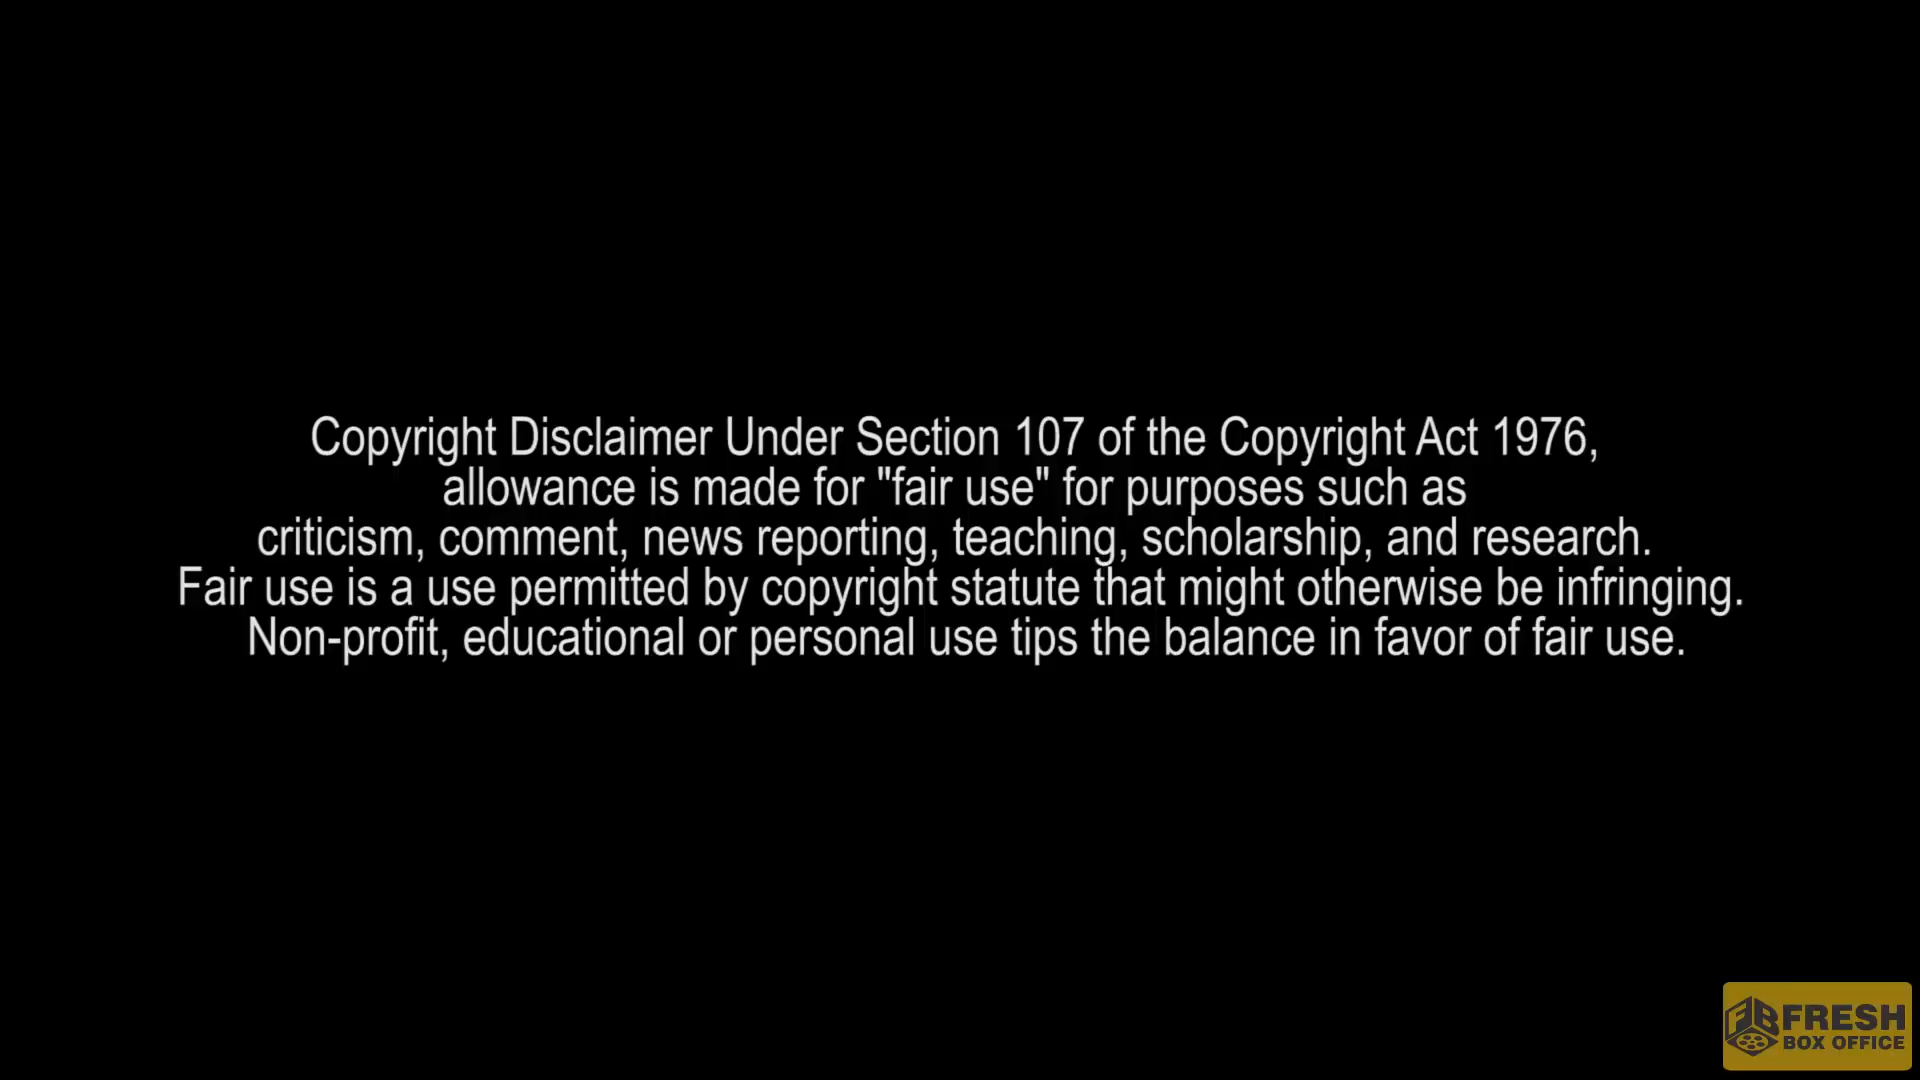 Copyright Disclaimer Under Section 107 of the Copyright Act 1976,
allowance is made for "fair use" for purposes such as
criticism, comment, news reporting, teaching, scholarship, and research.
Fair use is a use permitted by copyright statute that might otherwise be infringing.
Non-profit, educational or personal use tips the balance in favor of fair use.
FB FRESH
BOX OFFICE